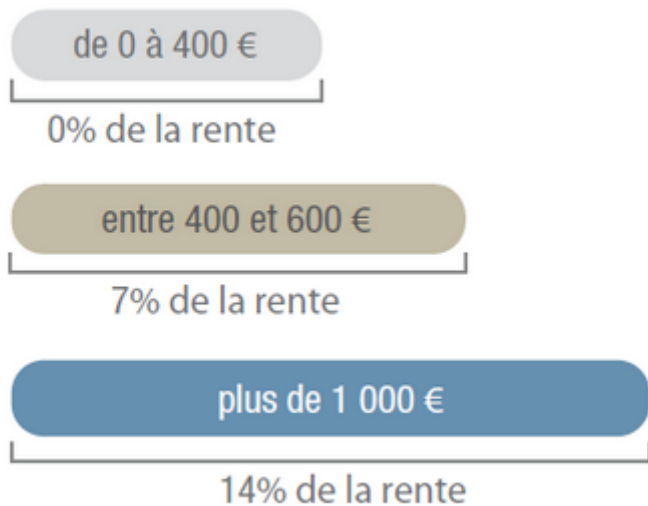 de 0 à 400 €
0% de la rente
entre 400 et 600 €
7% de la rente
plus de 1 000 €
14% de la rente